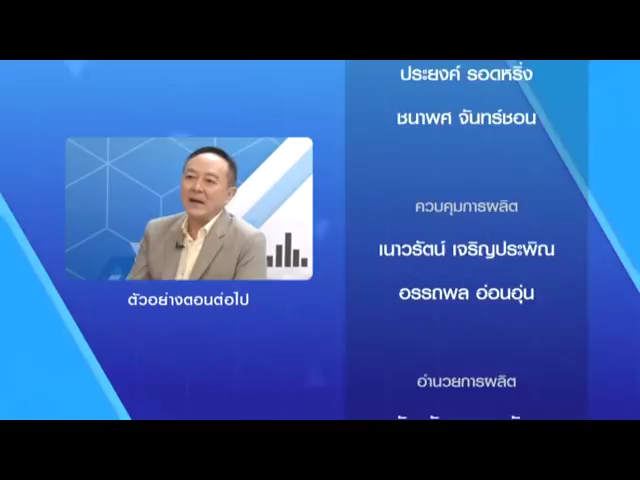 ประยงค์ รอดหริ่ง
ชนาพศ จันทร์ชอน
ควบคุมการผลิต
เนาวรัตน์ เจริญประพิณ
อรรถพล อ่อนอุ่น
อำนวยการผลิต
ตัวอย่างตอนต่อไป